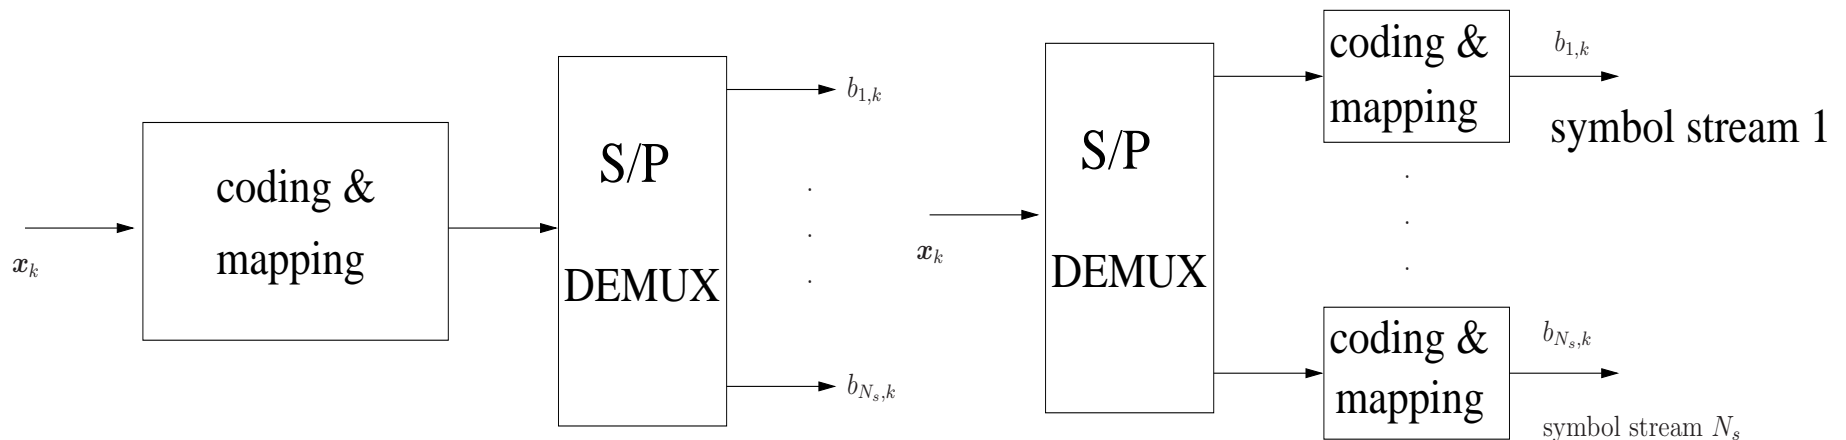 coding &
mapping
x_k
S/P
DEMUX
b_{1,k}
b_{N_s,k}
x_k
S/P
DEMUX
coding &
mapping
b_{1,k}
symbol stream 1
coding &
mapping
b_{N_s,k}
symbol stream N_s